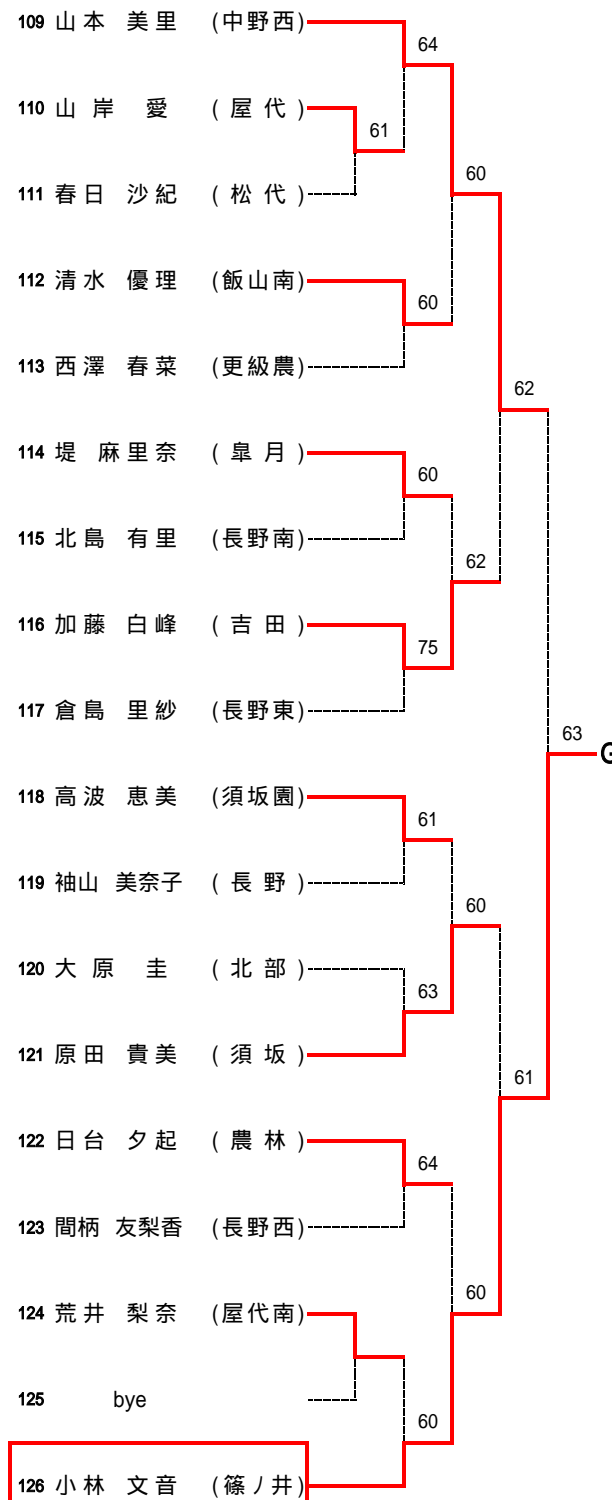 109 山本 美里 (中野西)
64
110 山岸 愛 (屋代)
61
60
111 春日 沙紀 (松代)
112 清水 優理 (飯山南)
60
113 西澤 春菜 (更級農)
62
114 堤 麻里奈 (皐月)
60
115 北島 有里 (長野南)
62
116 加藤 白峰 (吉田)
75
117 倉島 里紗 (長野東)
63
G
118 高波 恵美 (須坂園)
61
119 袖山 美奈子 (長野)
60
120 大原 圭 (北部)
63
121 原田 貴美 (須坂)
61
122 日台 夕起 (農林)
64
123 間柄 友梨香 (長野西)
60
124 荒井 梨奈 (屋代南)
125 bye
60
126 小林 文音 (篠ノ井)